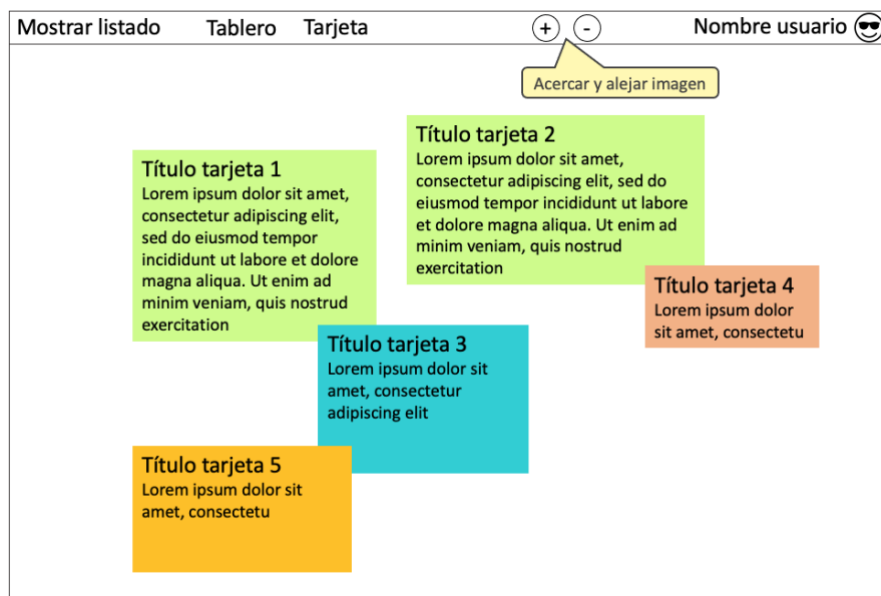 Mostrar listado Tablero Tarjeta + - Nombre usuario
Acercar y alejar imagen
Título tarjeta 1
Lorem ipsum dolor sit amet,
consectetur adipiscing elit,
sed do eiusmod tempor
incididunt ut labore et dolore
magna aliqua. Ut enim ad
minim veniam, quis nostrud
exercitation
Título tarjeta 2
Lorem ipsum dolor sit amet,
consectetur adipiscing elit, sed do
eiusmod tempor incididunt ut labore
et dolore magna aliqua. Ut enim ad
minim veniam, quis nostrud
exercitation
Título tarjeta 3
Lorem ipsum dolor sit
amet, consectetur
adipiscing elit
Título tarjeta 4
Lorem ipsum dolor
sit amet, consectetu
Título tarjeta 5
Lorem ipsum dolor sit
amet, consectetu